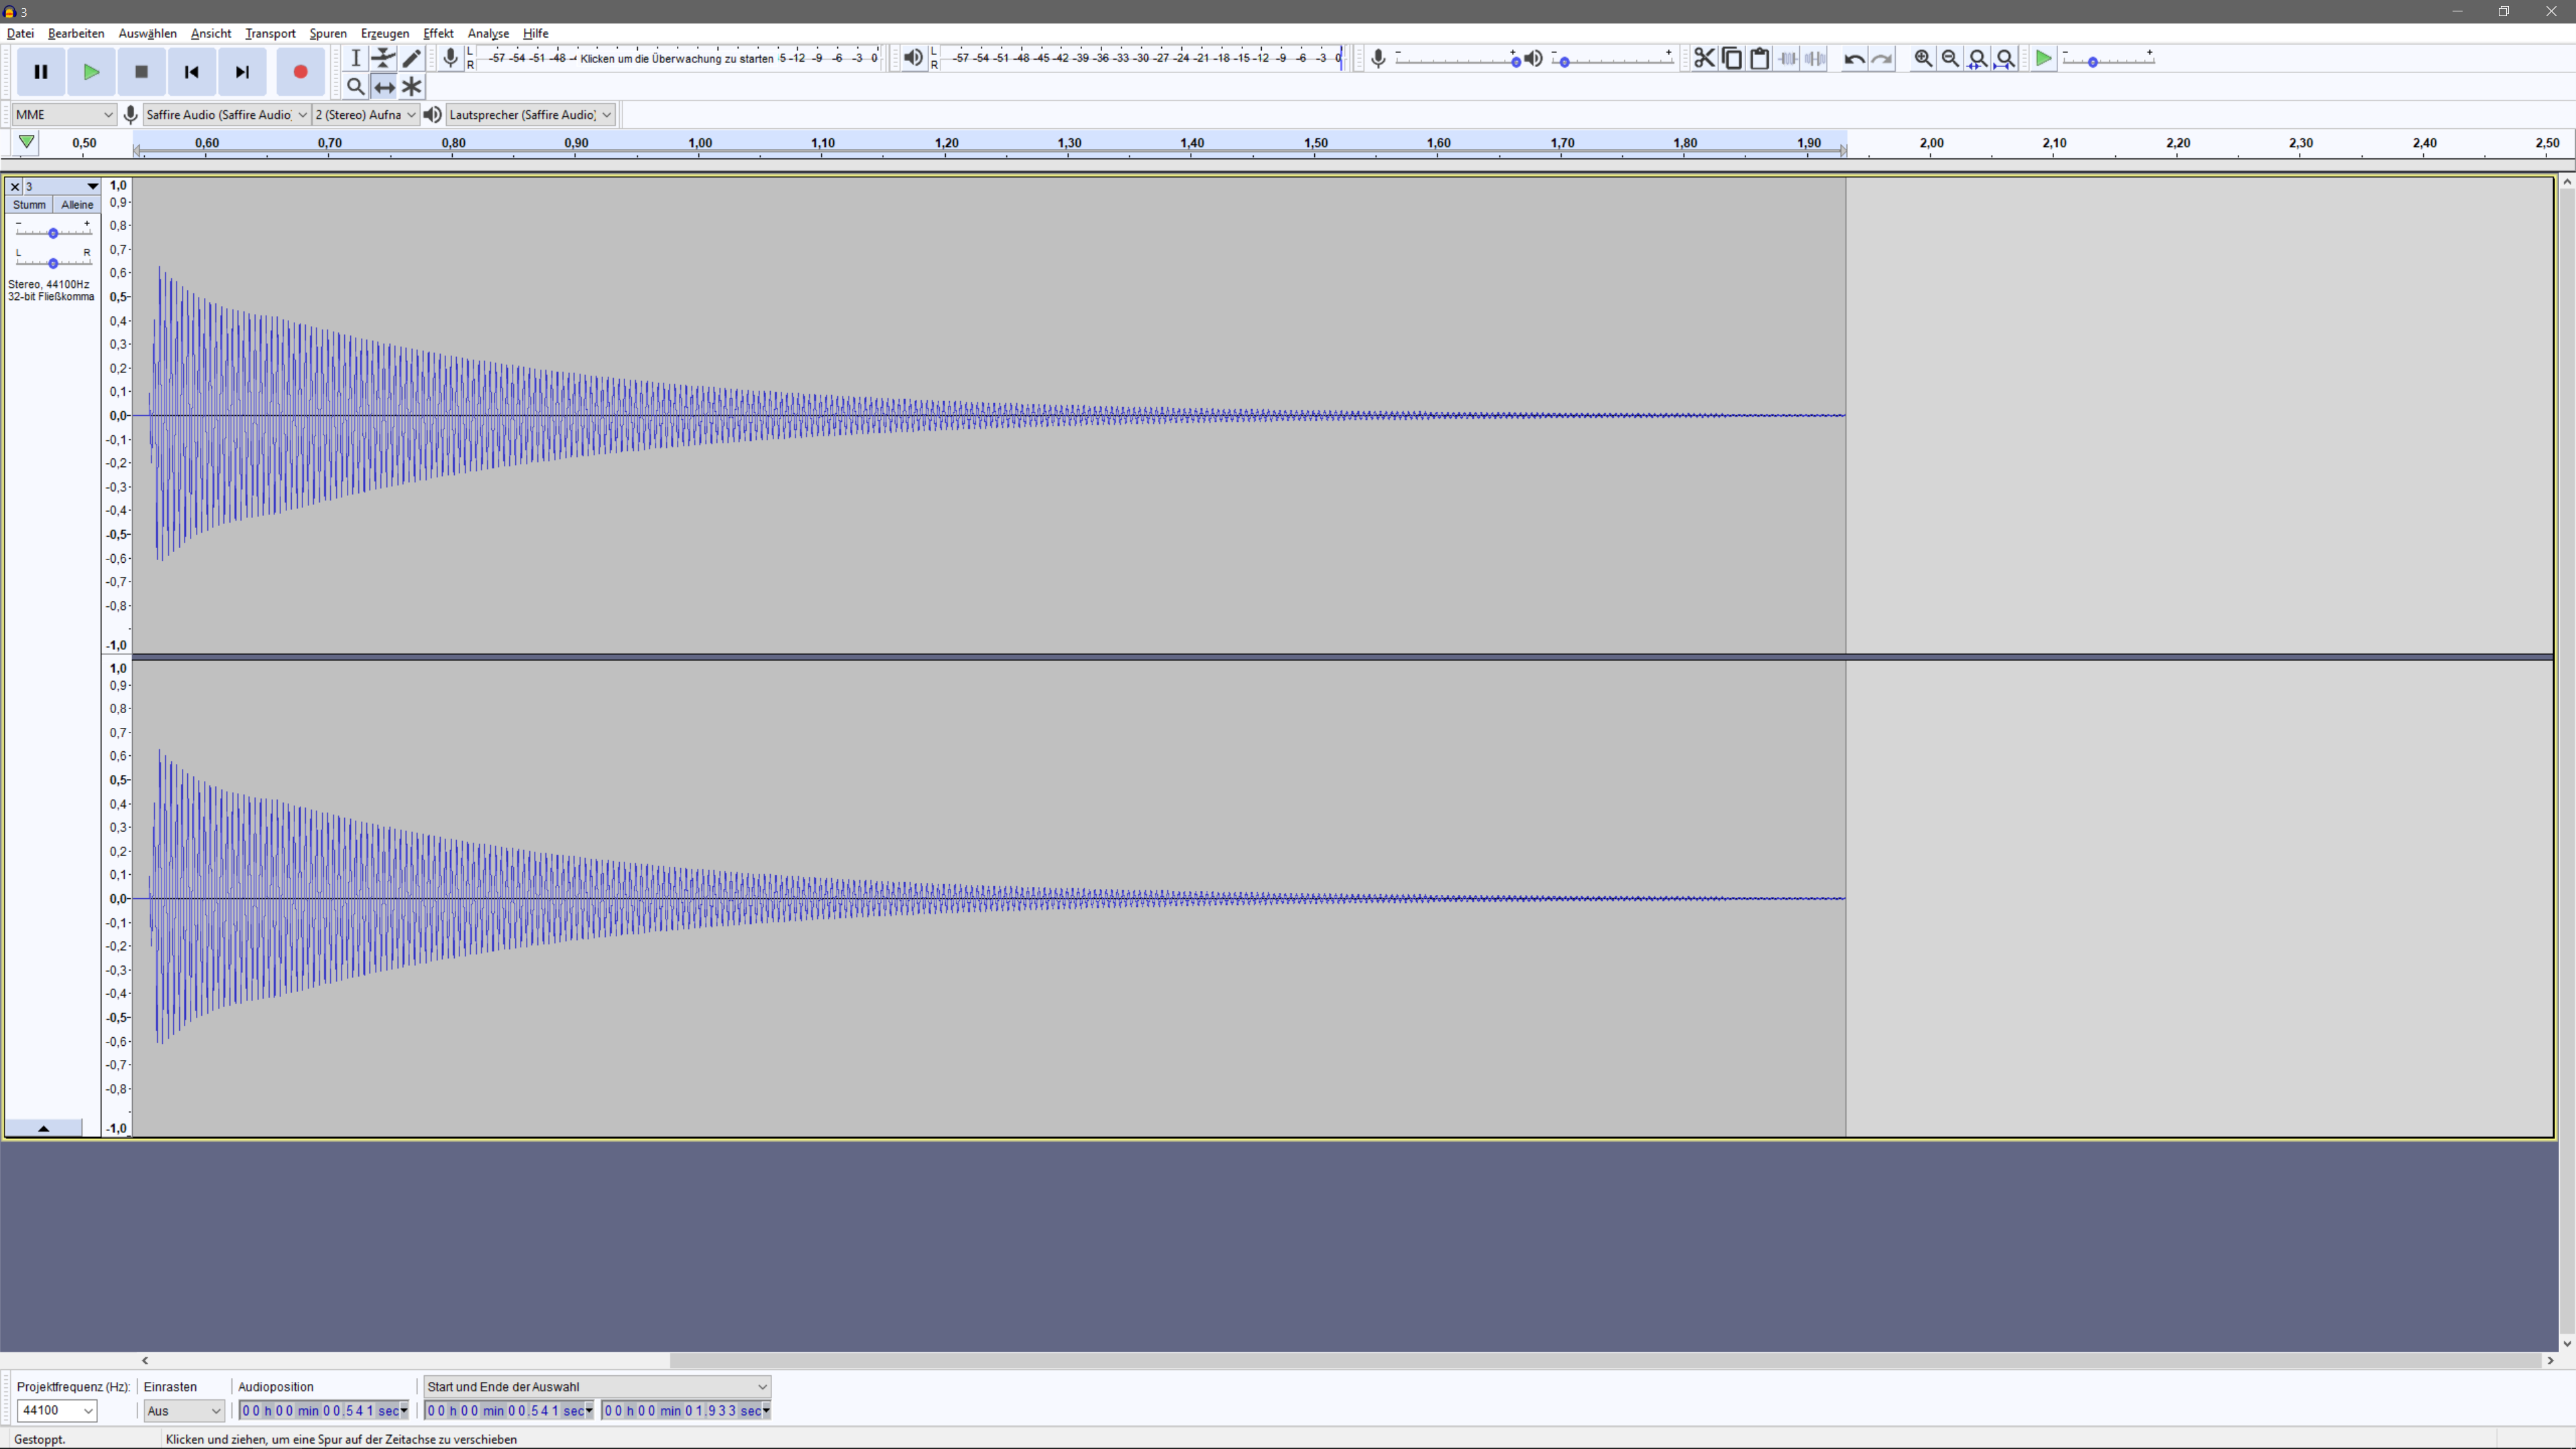 3
Datei Bearbeiten Auswählen Ansicht Transport Spuren Erzeugen Effekt Analyse Hilfe
L -57 -54 -51 -48 Klicken um die Überwachung zu starten 5 -12 -9 -6 -3 0
R
L -57 -54 -51 -48 -45 -42 -39 -36 -33 -30 -27 -24 -21 -18 -15 -12 -9 -6 -3 0
R
- + - + - +
MME Saffire Audio (Saffire Audio) 2 (Stereo) Aufna Lautsprecher (Saffire Audio)
0,50 0,60 0,70 0,80 0,90 1,00 1,10 1,20 1,30 1,40 1,50 1,60 1,70 1,80 1,90 2,00 2,10 2,20 2,30 2,40 2,50
3
Stumm Alleine
- +
L R
Stereo, 44100Hz
32-bit Fließkomma
1,0
0,9-
0,8-
0,7-
0,6-
0,5-
0,4-
0,3-
0,2-
0,1-
0,0-
-0,1-
-0,2-
-0,3-
-0,4-
-0,5-
-0,6-
-0,7-
-0,8-
-1,0
1,0
0,9-
0,8-
0,7-
0,6-
0,5-
0,4-
0,3-
0,2-
0,1-
0,0-
-0,1-
-0,2-
-0,3-
-0,4-
-0,5-
-0,6-
-0,7-
-0,8-
-1,0
Projektfrequenz (Hz): Einrasten Audioposition Start und Ende der Auswahl
44100 Aus 00 h 00 min 00.541 sec 00 h 00 min 00.541 sec 00 h 00 min 01.933 sec
Gestoppt. Klicken und ziehen, um eine Spur auf der Zeitachse zu verschieben